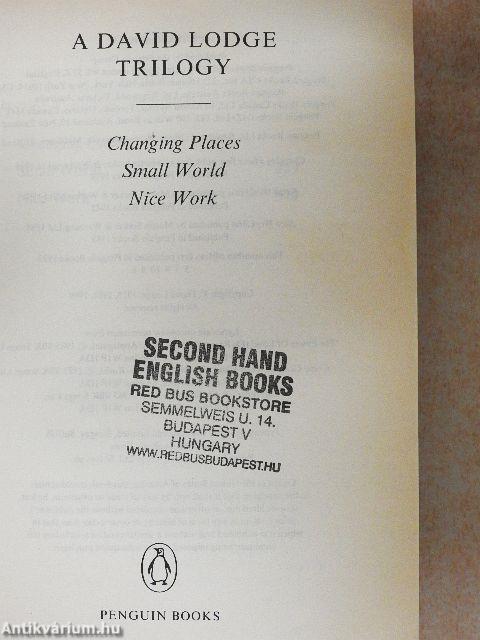 A DAVID LODGE
TRILOGY
Changing Places
Small World
Nice Work
SECOND HAND
ENGLISH BOOKS
RED BUS BOOKSTORE
SEMMELWEIS U. 14.
BUDAPEST V
HUNGARY
WWW.REDBUSBUDAPEST.HU
PENGUIN BOOKS
Antikvárium.hu